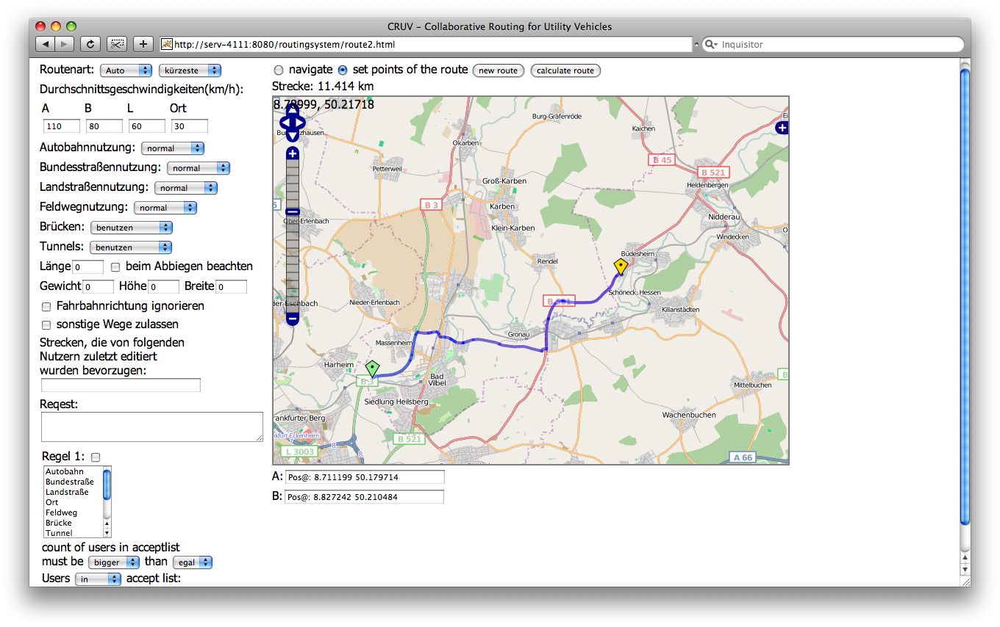 CRUV – Collaborative Routing for Utility Vehicles
http://serv-4111:8080/routingsystem/route2.html
Inquisitor
Routenart: Auto kürzeste
Durchschnittsgeschwindigkeiten(km/h):
A B L Ort
110 80 60 30
Autobahnnutzung: normal
Bundesstraßennutzung: normal
Landstraßennutzung: normal
Feldwegnutzung: normal
Brücken: benutzen
Tunnels: benutzen
Länge 0 beim Abbiegen beachten
Gewicht 0 Höhe 0 Breite 0
Fahrbahnrichtung ignorieren
sonstige Wege zulassen
Strecken, die von folgenden
Nutzern zuletzt editiert
wurden bevorzugen:
Reqest:
Regel 1:
Autobahn
Bundestraße
Landstraße
Ort
Feldweg
Brücke
Tunnel
count of users in acceptlist
must be bigger than egal
Users in accept list:
navigate set points of the route new route calculate route
Strecke: 11.414 km
8.78999, 50.21718
Burg-Gräfenröde
Kaichen
Okarben
B 45
Petterweil
B 521
Groß-Karben
Heldenbergen
B 3
Karben
Nidderau
Ober-Erlenbach
Klein-Karben
Windecken
Büdesheim
Rendel
Schöneck, Hessen
Nieder-Erlenbach
B 521
der-Eschbach
Kilianstädten
Gronau
Massenheim
Harheim
B 3
Bad
Vilbel
Mittelbuchen
Siedlung Heilsberg
Wachenbuchen
rankfurter Berg
nkfurt Eckenheim
7
8
8
B 521
L 3003
A 66
A: Pos@: 8.711199 50.179714
B: Pos@: 8.827242 50.210484